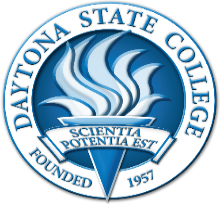 DAYTONA STATE COLLEGE
SCIENTIA
POTENTIA EST
FOUNDED 1957